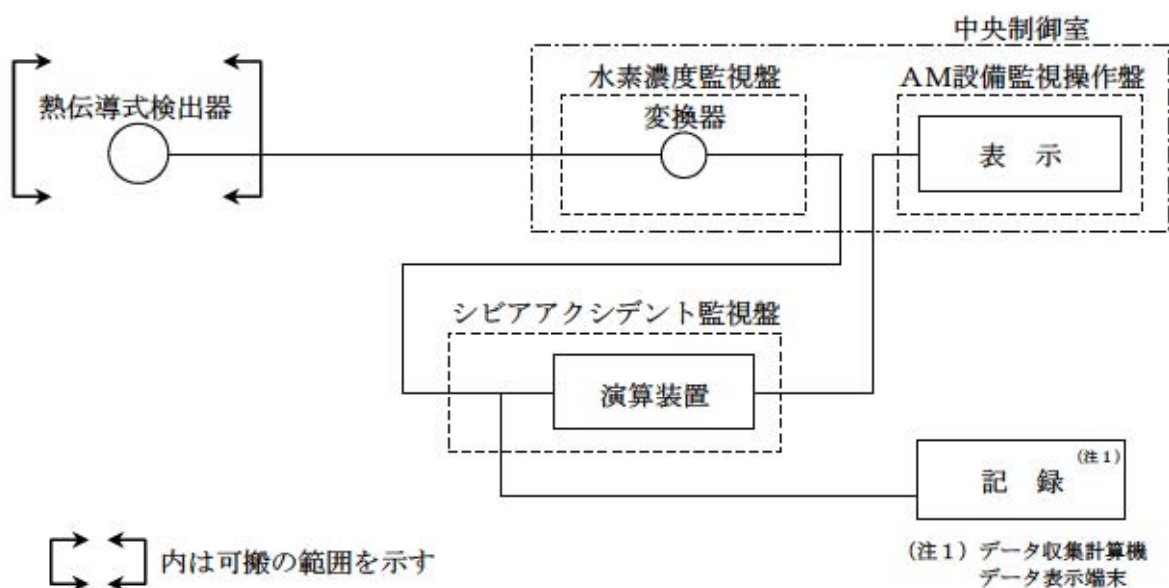 中央制御室
水素濃度監視盤
AM設備監視操作盤
熱伝導式検出器
変換器
表 示
シビアアクシデント監視盤
演算装置
記 録 (注1)
内は可搬の範囲を示す
(注1) データ収集計算機
データ表示端末